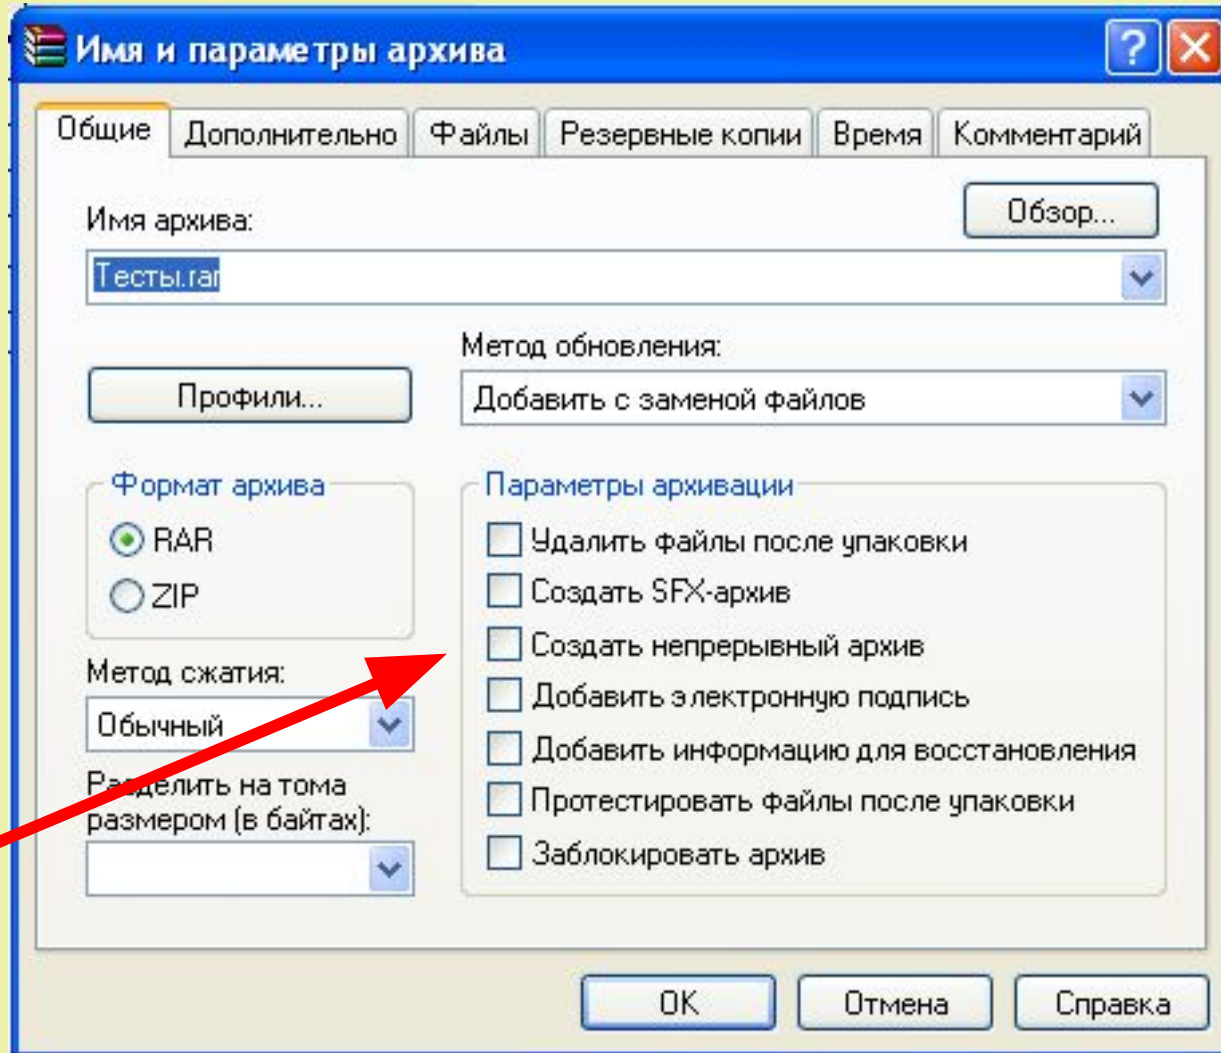 Имя и параметры архива
Общие Дополнительно Файлы Резервные копии Время Комментарий
Имя архива:
Обзор...
Тесты.rar
Метод обновления:
Профили...
Добавить с заменой файлов
Формат архива
RAR
ZIP
Метод сжатия:
Обычный
Разделить на тома
размером (в байтах):
Параметры архивации
Удалить файлы после упаковки
Создать SFX-архив
Создать непрерывный архив
Добавить электронную подпись
Добавить информацию для восстановления
Протестировать файлы после упаковки
Заблокировать архив
OK Отмена Справка